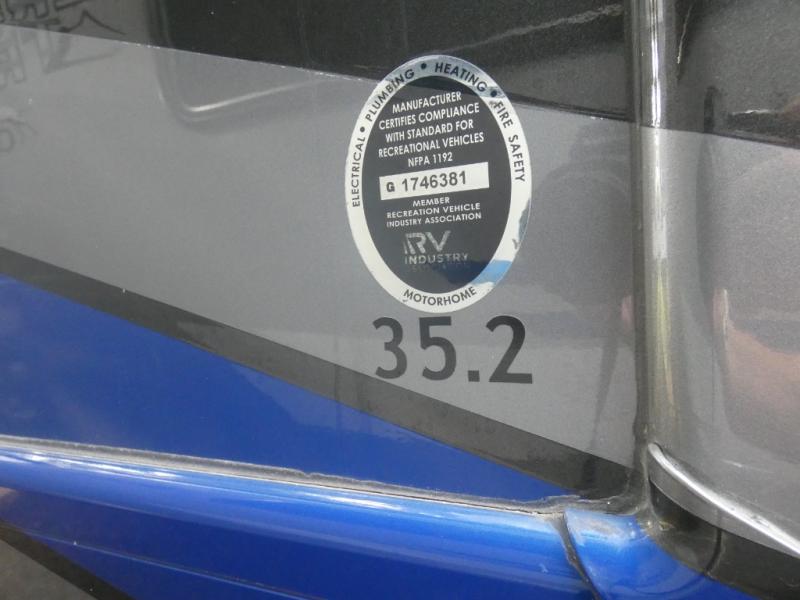 ELECTRICAL • PLUMBING • HEATING • FIRE SAFETY
MANUFACTURER
CERTIFIES COMPLIANCE
WITH STANDARD FOR
RECREATIONAL VEHICLES
NFPA 1192
G 1746381
MEMBER
RECREATION VEHICLE
INDUSTRY ASSOCIATION
RV
INDUSTRY
MOTORHOME
35.2